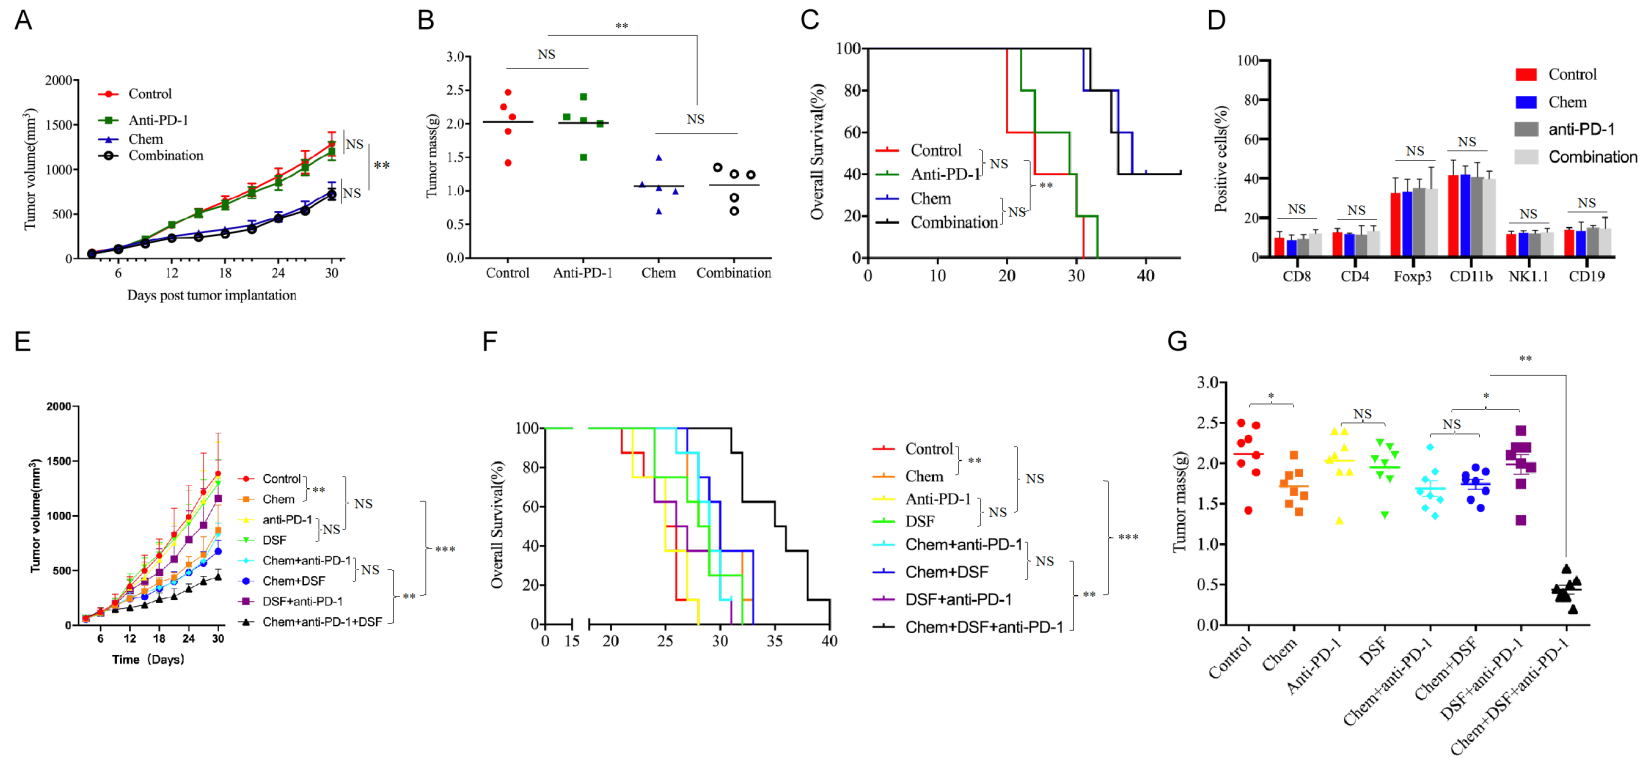 A
Tumor volume(mm³)
2000
1500
1000
500
0
6
12
18
24
30
Days post tumor implantation
Control
Anti-PD-1
Chem
Combination
NS
NS
**
B
Tumor mass(g)
3.0
2.5
2.0
1.5
1.0
0.5
0.0
**
NS
NS
Control
Anti-PD-1
Chem
Combination
C
Overall Survival(%)
100
80
60
40
20
0
0
10
20
30
40
Control
Anti-PD-1
Chem
Combination
NS
NS
**
D
Positive cells(%)
100
80
60
40
20
0
NS
NS
NS
NS
NS
NS
CD8
CD4
Foxp3
CD11b
NK1.1
CD19
Control
Chem
anti-PD-1
Combination
E
Tumor volume(mm³)
2000
1500
1000
500
0
6
12
18
24
30
Time (Days)
Control
Chem
anti-PD-1
DSF
Chem+anti-PD-1
Chem+DSF
DSF+anti-PD-1
Chem+anti-PD-1+DSF
**
NS
NS
NS
**
***
F
Overall Survival(%)
100
80
60
40
20
0
0
15
20
25
30
35
40
Control
Chem
Anti-PD-1
DSF
Chem+anti-PD-1
Chem+DSF
DSF+anti-PD-1
Chem+DSF+anti-PD-1
**
NS
NS
NS
**
***
G
Tumor mass(g)
3.0
2.5
2.0
1.5
1.0
0.5
0.0
*
NS
NS
*
**
Control
Chem
Anti-PD-1
DSF
Chem+anti-PD-1
Chem+DSF
DSF+anti-PD-1
Chem+DSF+anti-PD-1